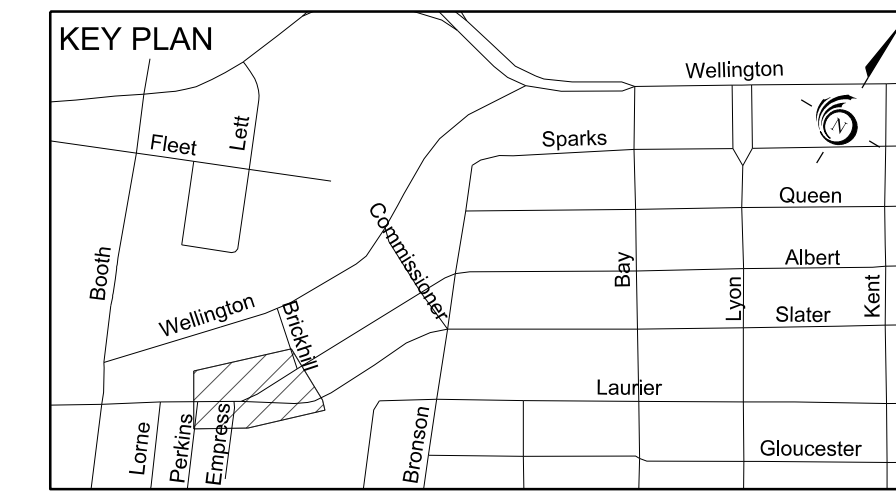 KEY PLAN
Wellington
N
Lett
Fleet
Sparks
Queen
Commissioner
Booth
Bay
Albert
Lyon
Kent
Wellington
Brickhill
Slater
Laurier
Lorne
Perkins
Empress
Bronson
Gloucester